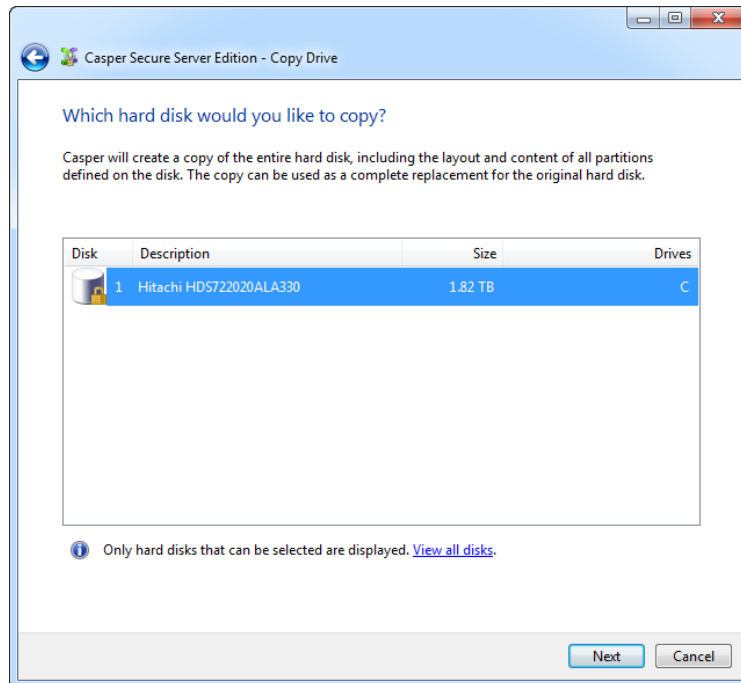 Casper Secure Server Edition - Copy Drive
Which hard disk would you like to copy?
Casper will create a copy of the entire hard disk, including the layout and content of all partitions
defined on the disk. The copy can be used as a complete replacement for the original hard disk.
Disk Description Size Drives
1 Hitachi HDS722020ALA330 1.82 TB C
Only hard disks that can be selected are displayed. View all disks.
Next Cancel